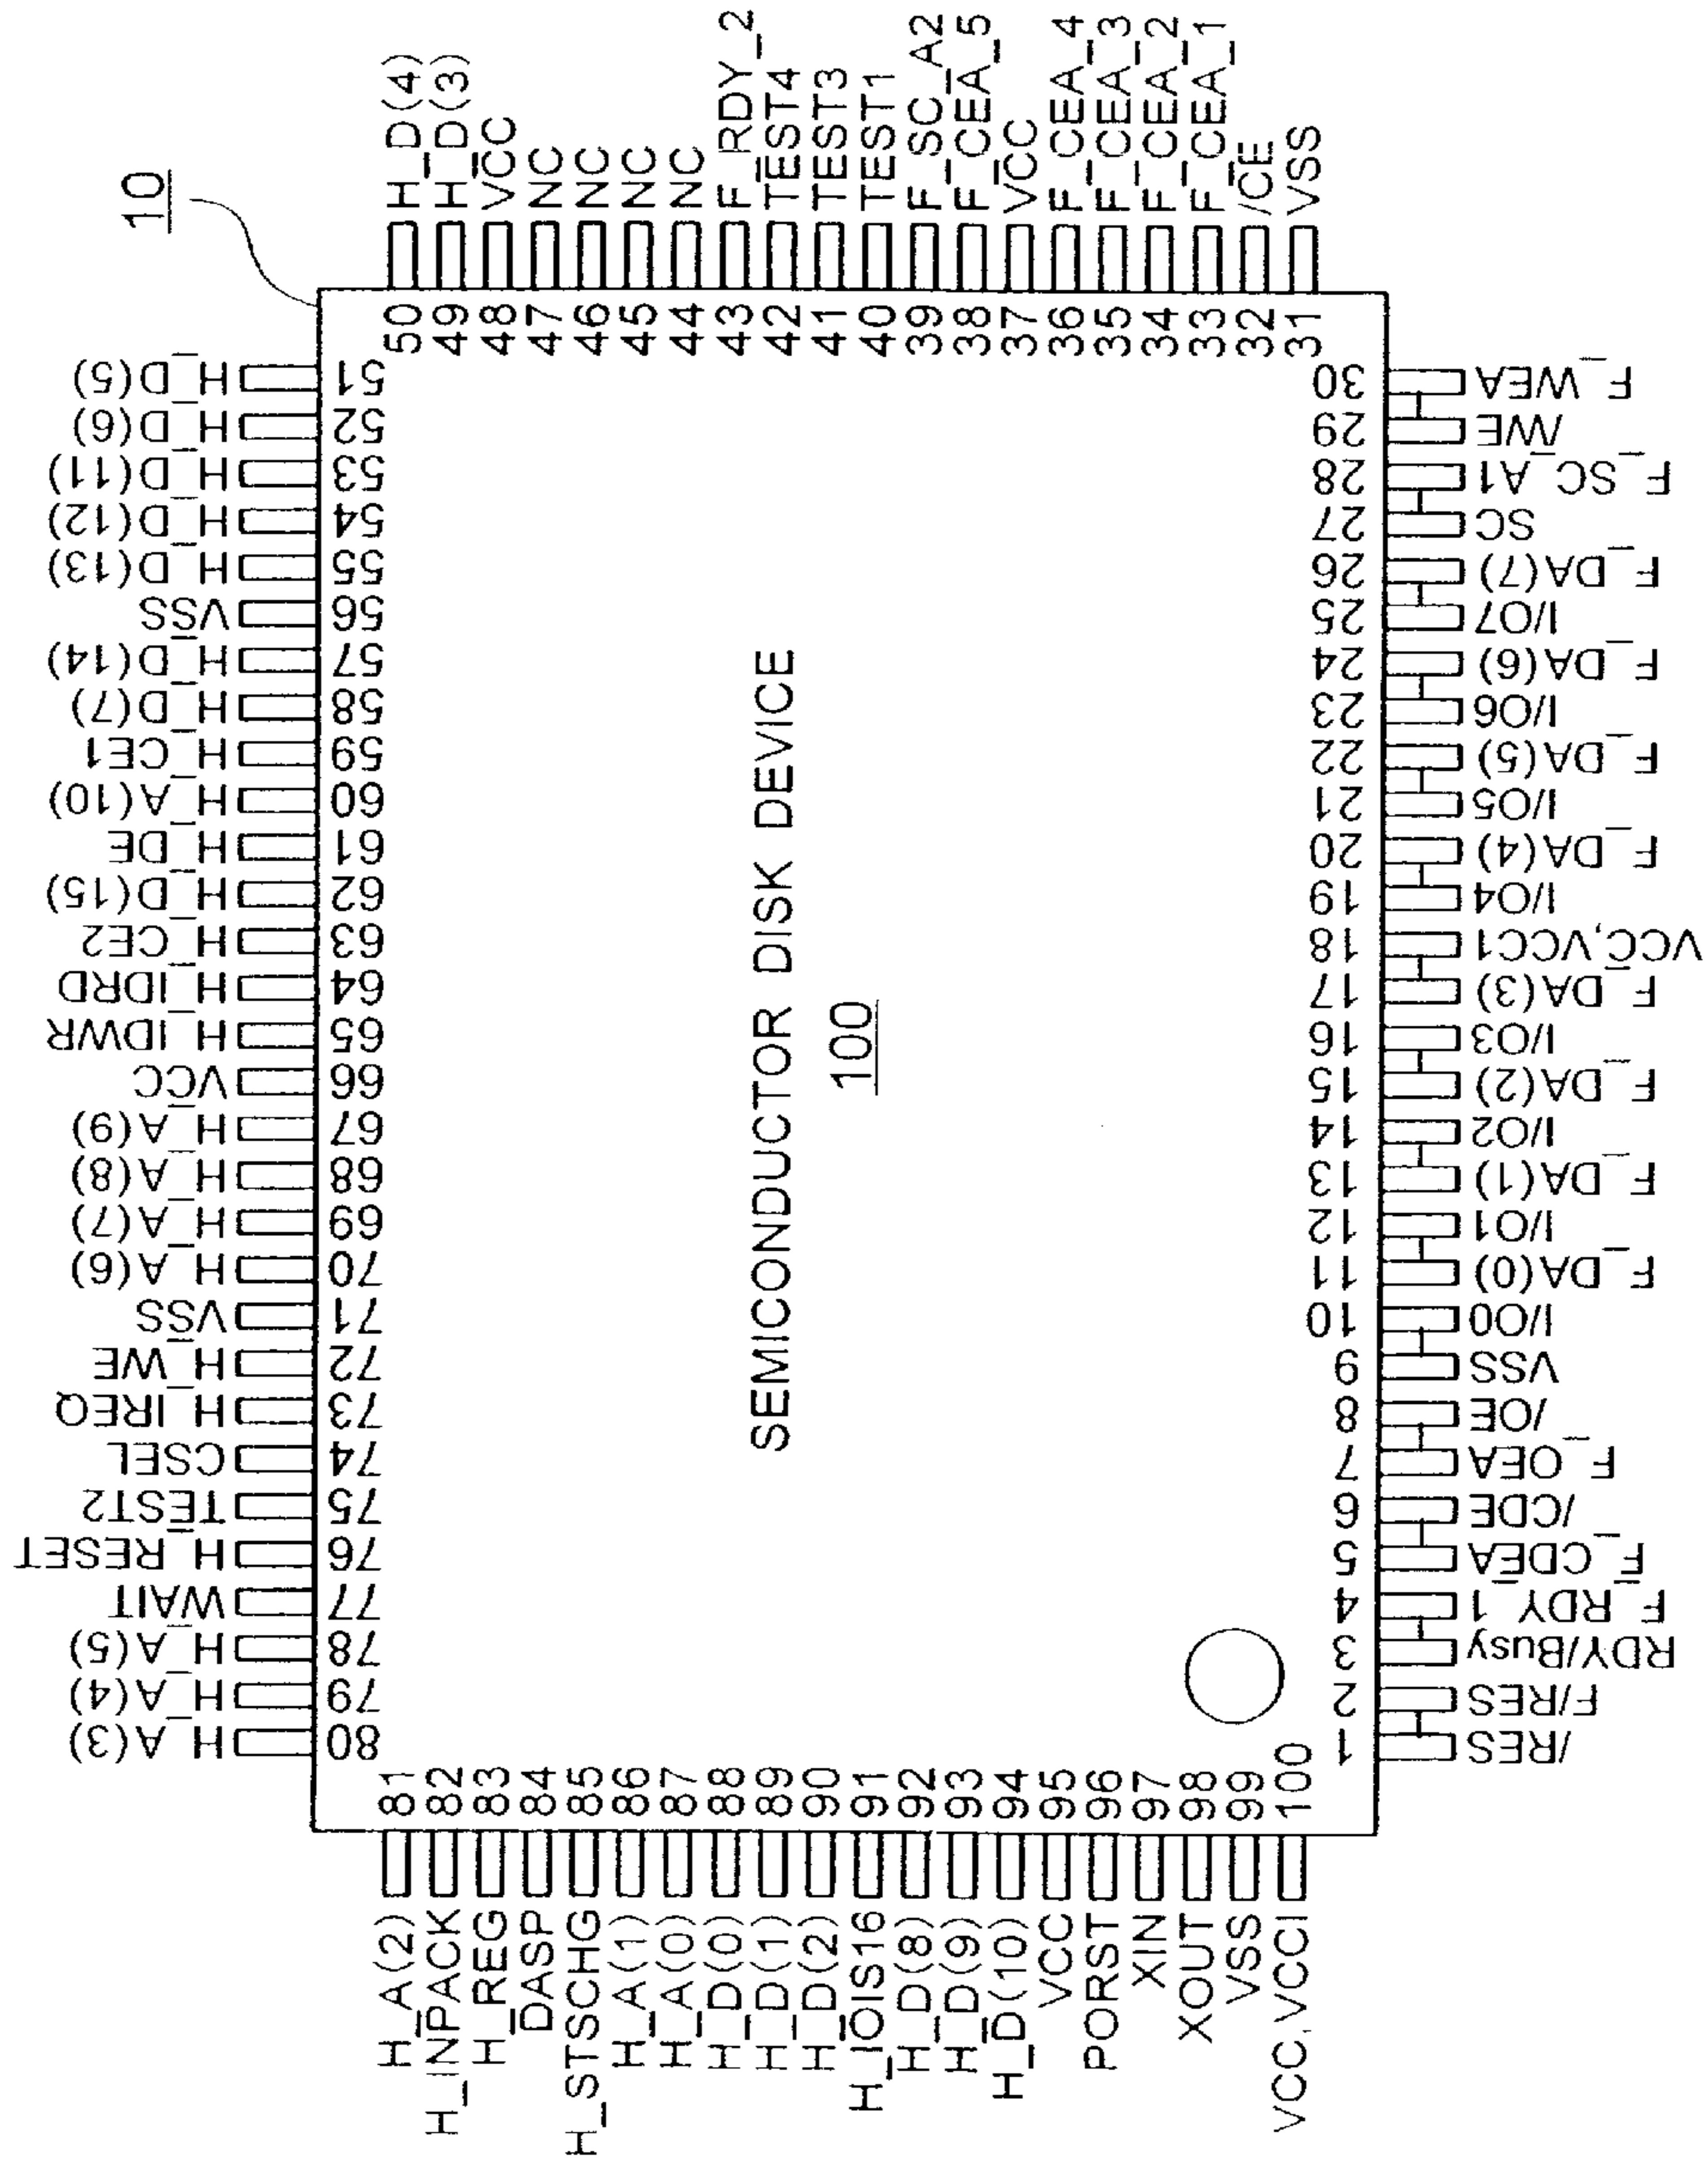 10
SEMICONDUCTOR DISK DEVICE
100
1 /RES
2 F/RES
3 RDY/Busy
4 F_RDY_1
5 F_CDEA
6 /CDE
7 F_OEA
8 /OE
9 VSS
10 I/O0
11 F_DA(0)
12 I/O1
13 F_DA(1)
14 I/O2
15 F_DA(2)
16 I/O3
17 F_DA(3)
18 VCC,VCC1
19 I/O4
20 F_DA(4)
21 I/O5
22 F_DA(5)
23 I/O6
24 F_DA(6)
25 I/O7
26 F_DA(7)
27 SC
28 F_SC_A1
29 /WE
30 F_WEA
31 VSS
32 /CE
33 F_CEA_1
34 F_CEA_2
35 F_CEA_3
36 F_CEA_4
37 VCC
38 F_CEA_5
39 F_SC_A2
40 TEST1
41 TEST3
42 TEST4
43 F_RDY_2
44 NC
45 NC
46 NC
47 NC
48 VCC
49 H_D(3)
50 H_D(4)
51 H_D(5)
52 H_D(6)
53 H_D(11)
54 H_D(12)
55 H_D(13)
56 VSS
57 H_D(14)
58 H_D(7)
59 H_CE1
60 H_A(10)
61 H_DE
62 H_D(15)
63 H_CE2
64 H_IDRD
65 H_IDWR
66 VCC
67 H_A(9)
68 H_A(8)
69 H_A(7)
70 H_A(6)
71 VSS
72 H_WE
73 H_IREQ
74 CSEL
75 TEST2
76 H_RESET
77 WAIT
78 H_A(5)
79 H_A(4)
80 H_A(3)
81 H_A(2)
82 H_INPACK
83 H_REG
84 DASP
85 H_STSCHG
86 H_A(1)
87 H_A(0)
88 H_D(0)
89 H_D(1)
90 H_D(2)
91 H_IOIS16
92 H_D(8)
93 H_D(9)
94 H_D(10)
95 VCC
96 PORST
97 XIN
98 XOUT
99 VSS
100 VCC,VCCI